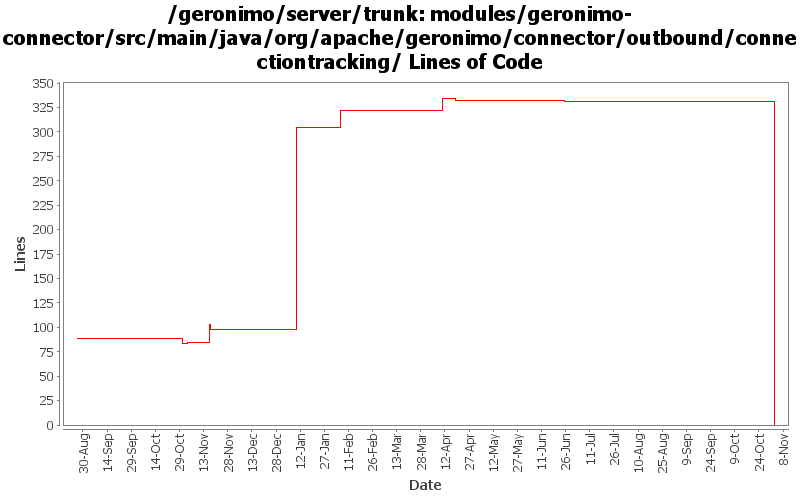 /geronimo/server/trunk: modules/geronimo-
connector/src/main/java/org/apache/geronimo/connector/outbound/conne
ctiontracking/ Lines of Code
350
325
300
275
250
225
200
175
150
125
100
75
50
25
0
Lines
30-Aug
14-Sep
29-Sep
14-Oct
29-Oct
13-Nov
28-Nov
13-Dec
28-Dec
12-Jan
27-Jan
11-Feb
26-Feb
13-Mar
28-Mar
12-Apr
27-Apr
12-May
27-May
11-Jun
26-Jun
11-Jul
26-Jul
10-Aug
25-Aug
9-Sep
24-Sep
9-Oct
24-Oct
8-Nov
Date